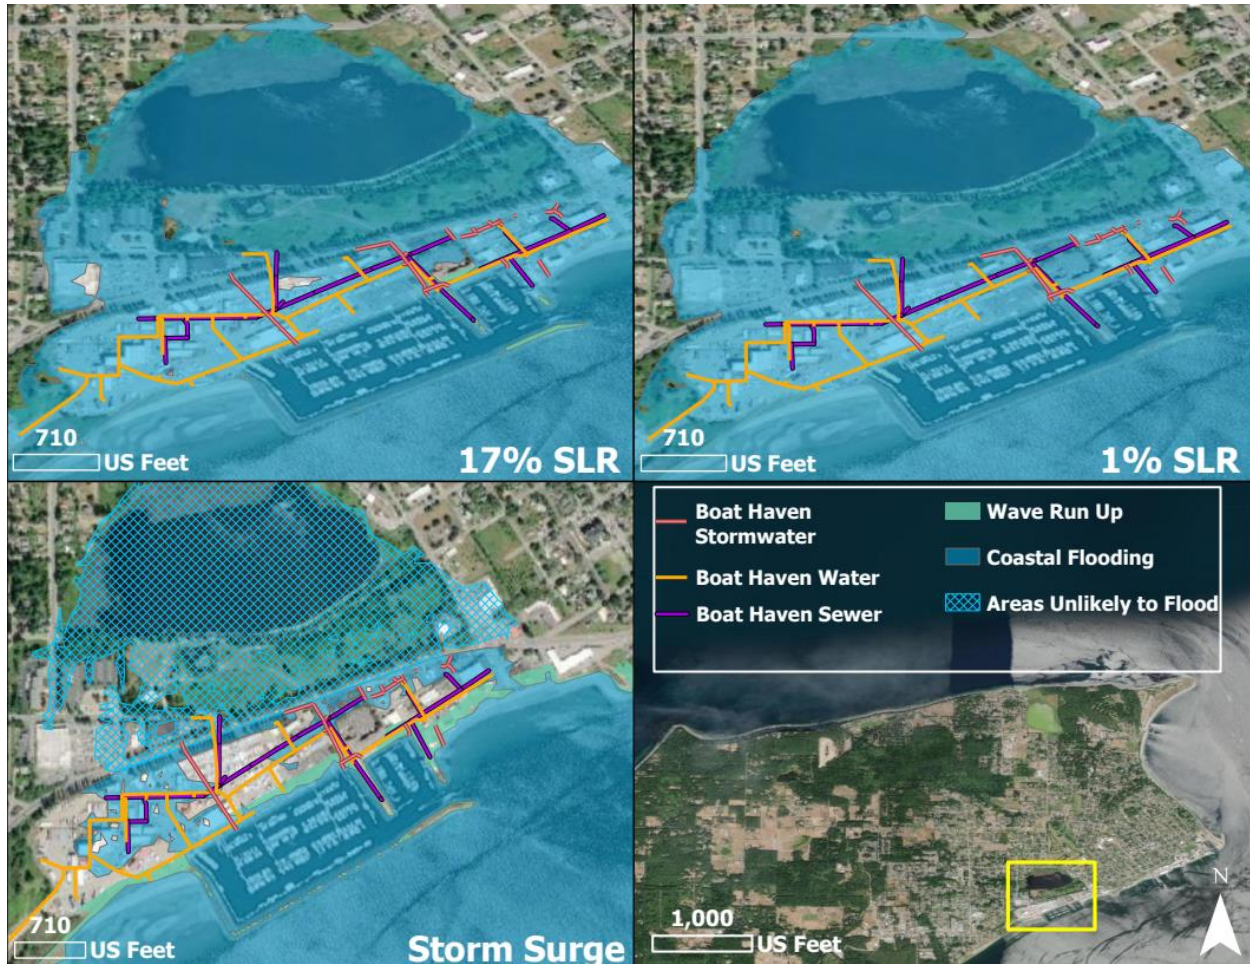 710
US Feet
17% SLR
710
US Feet
1% SLR
710
US Feet
Storm Surge
Boat Haven
Stormwater
Boat Haven Water
Boat Haven Sewer
Wave Run Up
Coastal Flooding
Areas Unlikely to Flood
1,000
US Feet
N